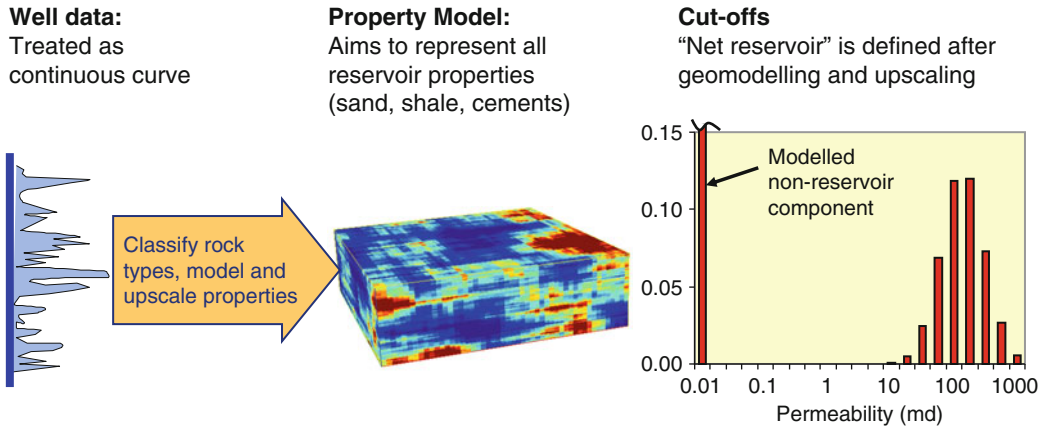 Well data:
Treated as
continuous curve
Property Model:
Aims to represent all
reservoir properties
(sand, shale, cements)
Cut-offs
“Net reservoir” is defined after
geomodelling and upscaling
Classify rock
types, model and
upscale properties
0.15
0.10
0.05
0.00
Modelled
non-reservoir
component
0.01 0.1 1 10 100 1000
Permeability (md)